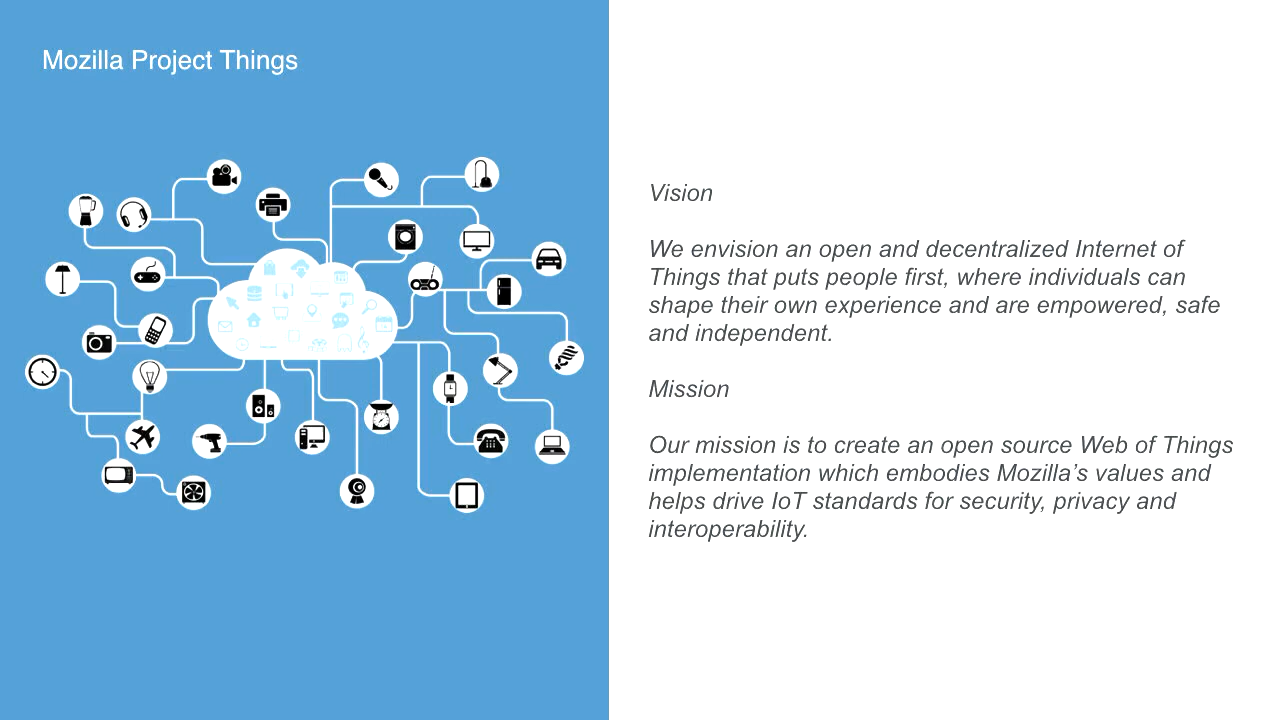 Mozilla Project Things
Vision
We envision an open and decentralized Internet of
Things that puts people first, where individuals can
shape their own experience and are empowered, safe
and independent.
Mission
Our mission is to create an open source Web of Things
implementation which embodies Mozilla’s values and
helps drive IoT standards for security, privacy and
interoperability.